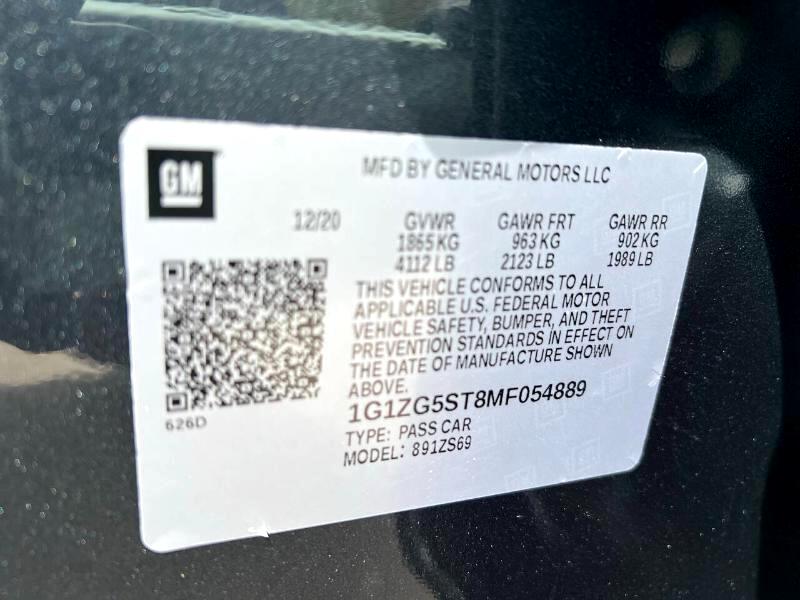 GM
MFD BY GENERAL MOTORS LLC
12/20 GVWR GAWR FRT GAWR RR
1865 KG 963 KG 902 KG
4112 LB 2123 LB 1989 LB
THIS VEHICLE CONFORMS TO ALL
APPLICABLE U.S. FEDERAL MOTOR
VEHICLE SAFETY, BUMPER, AND THEFT
PREVENTION STANDARDS IN EFFECT ON
THE DATE OF MANUFACTURE SHOWN
ABOVE.
1G1ZG5ST8MF054889
626D
TYPE: PASS CAR
MODEL: 891ZS69